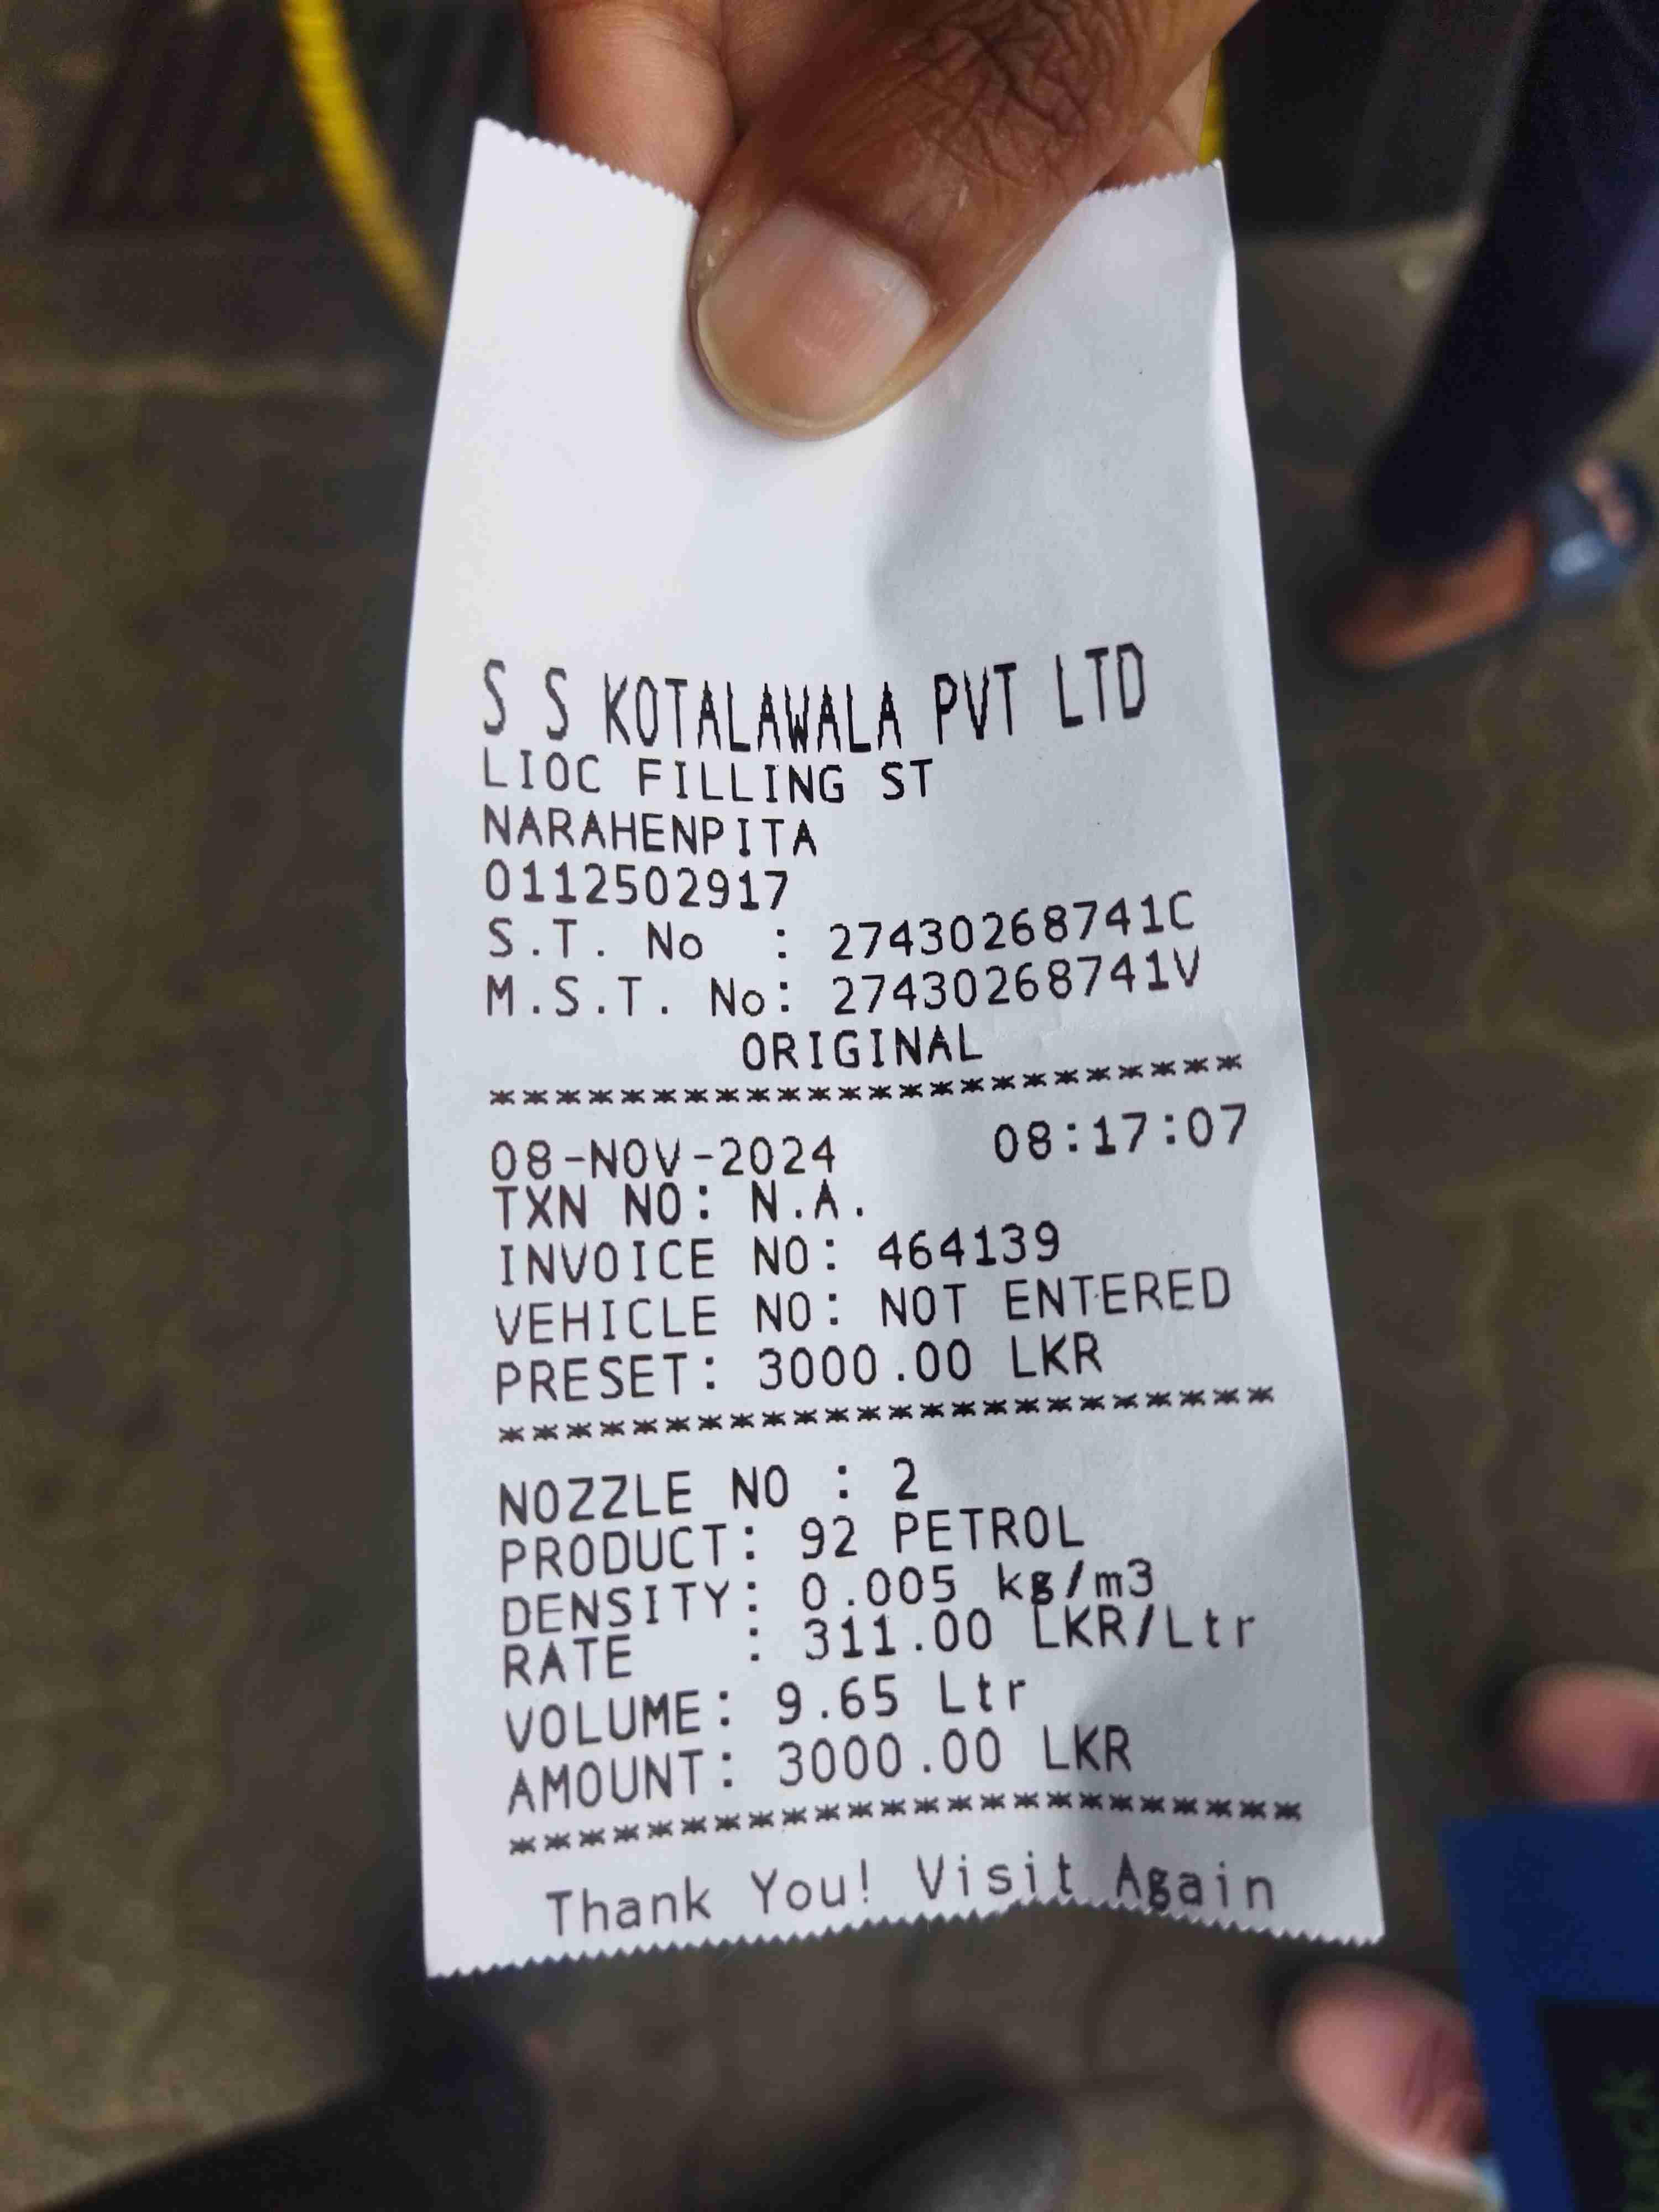 S S KOTALAWALA PVT LTD
LIOC FILLING ST
NARAHENPITA
0112502917
S.T. No : 27430268741C
M.S.T. No: 27430268741V
ORIGINAL
************************
08-NOV-2024 08:17:07
TXN NO: N.A.
INVOICE NO: 464139
VEHICLE NO: NOT ENTERED
PRESET: 3000.00 LKR
************************
NOZZLE NO : 2
PRODUCT: 92 PETROL
DENSITY: 0.005 kg/m3
RATE : 311.00 LKR/Ltr
VOLUME: 9.65 Ltr
AMOUNT: 3000.00 LKR
************************
Thank You! Visit Again